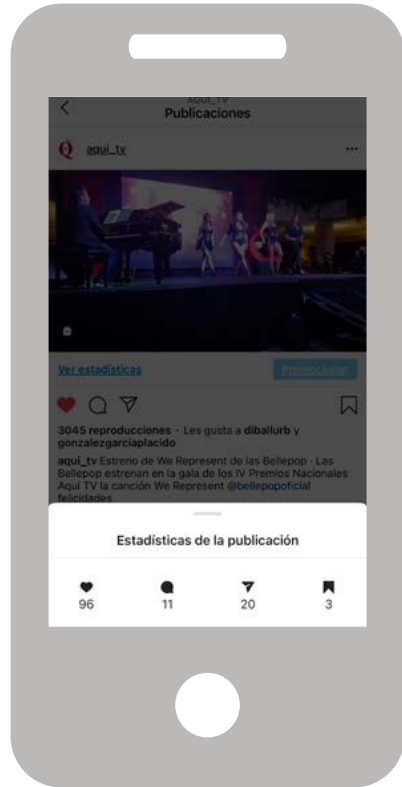 AQUI_TV
Publicaciones
aqui_tv
Ver estadísticas
Promocionar
3045 reproducciones · Les gusta a diballurb y
gonzalezgarciaplacido
aqui_tv Estreno de We Represent de las Bellepop · Las
Bellepop estrenan en la gala de los IV Premios Nacionales
Aquí TV la canción We Represent @bellepopoficial
felicidades
Estadísticas de la publicación
96 11 20 3